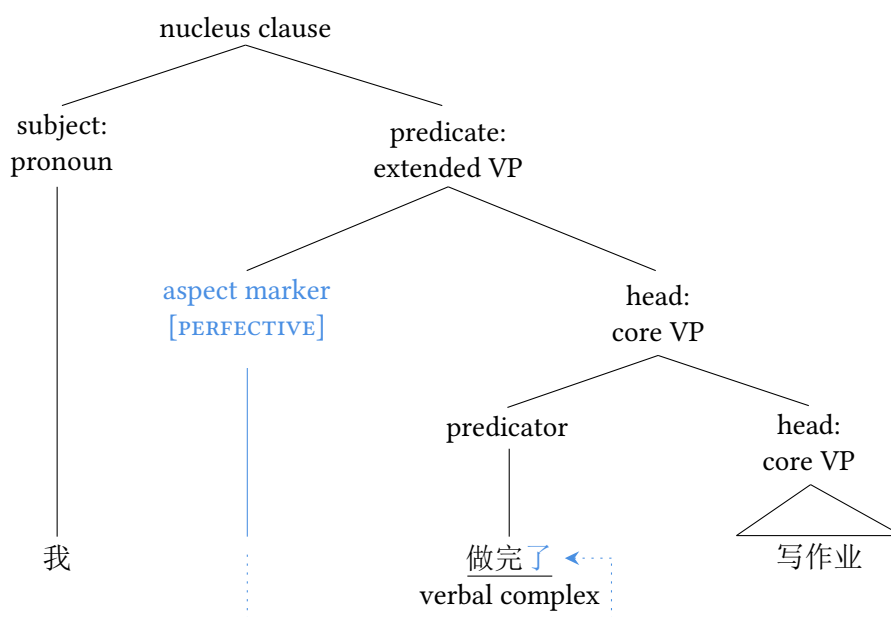 nucleus clause
subject:
pronoun
predicate:
extended VP
aspect marker
[PERFECTIVE]
head:
core VP
predicator
head:
core VP
我
做完了
写作业
verbal complex